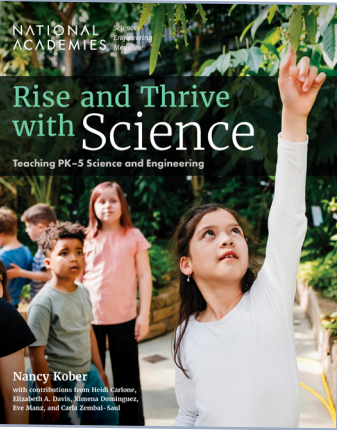 NATIONAL
ACADEMIES
Sciences
Engineering
Medicine
Rise and Thrive
with Science
Teaching PK–5 Science and Engineering
Nancy Kober
with contributions from Heidi Carlone,
Elizabeth A. Davis, Ximena Dominguez,
Eve Manz, and Carla Zembal-Saul